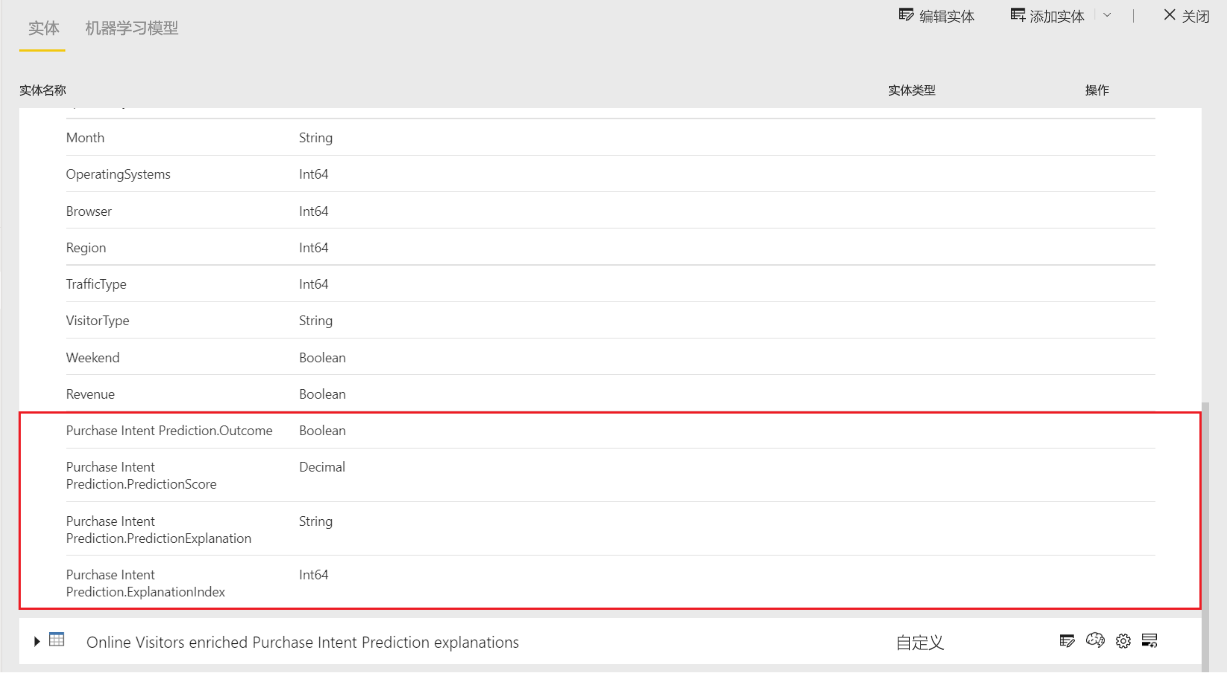 实体 机器学习模型 编辑实体 添加实体 关闭
实体名称 实体类型 操作
Month String
OperatingSystems Int64
Browser Int64
Region Int64
TrafficType Int64
VisitorType String
Weekend Boolean
Revenue Boolean
Purchase Intent Prediction.Outcome Boolean
Purchase Intent Decimal
Prediction.PredictionScore
Purchase Intent String
Prediction.PredictionExplanation
Purchase Intent Int64
Prediction.ExplanationIndex
Online Visitors enriched Purchase Intent Prediction explanations 自定义